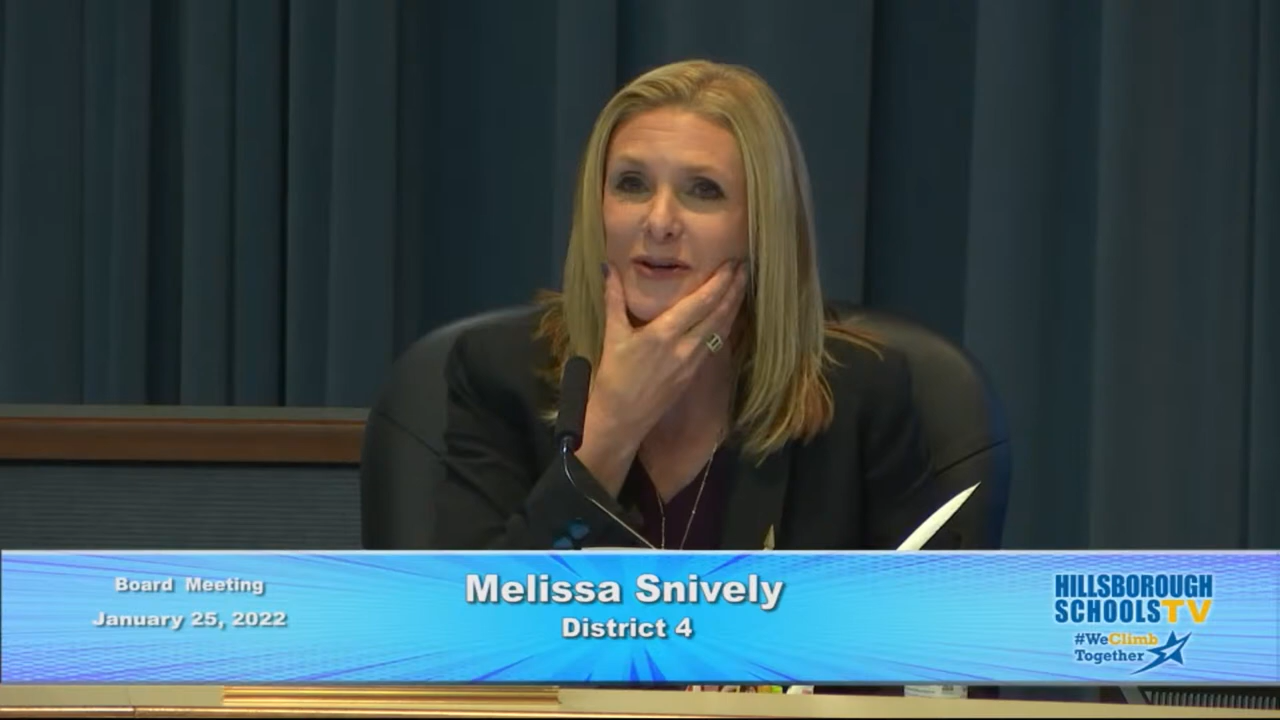 Board Meeting
January 25, 2022
Melissa Snively
District 4
HILLSBOROUGH
SCHOOLSTV
#WeClimb
Together